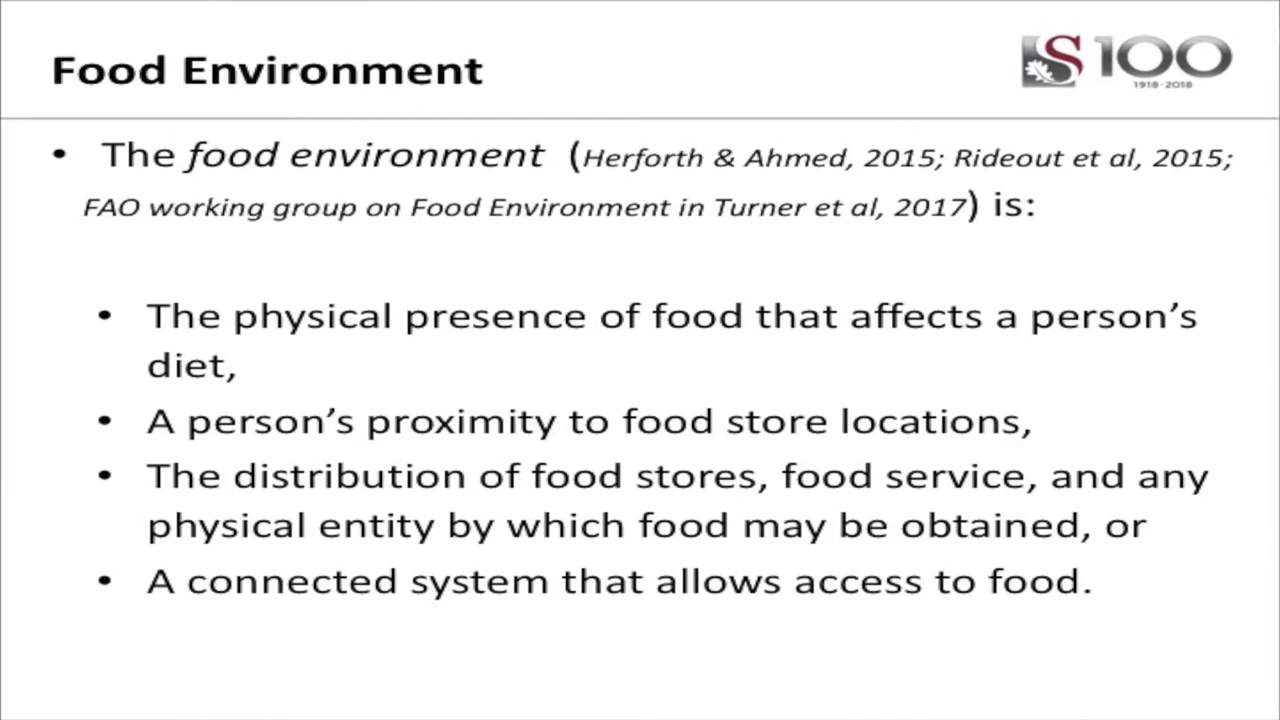 Food Environment
S100
1918-2018
• The food environment (Herforth & Ahmed, 2015; Rideout et al, 2015;
FAO working group on Food Environment in Turner et al, 2017) is:
• The physical presence of food that affects a person’s
diet,
• A person’s proximity to food store locations,
• The distribution of food stores, food service, and any
physical entity by which food may be obtained, or
• A connected system that allows access to food.